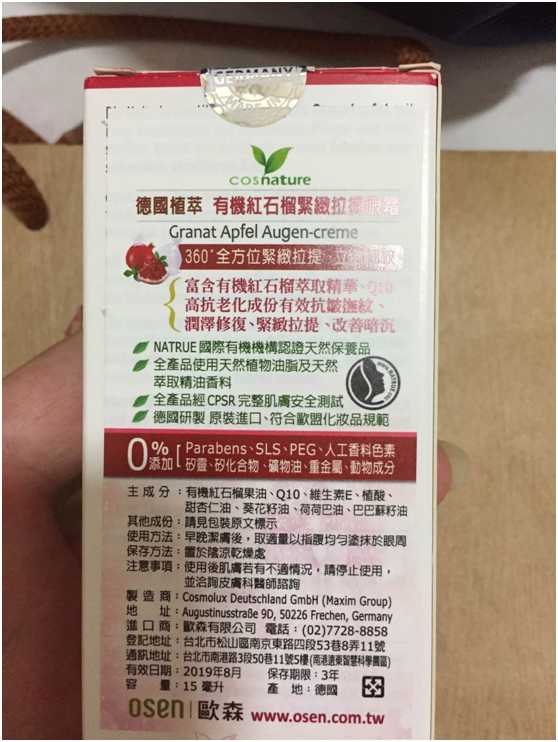 GERMANY
cosnature
德國植萃 有機紅石榴緊緻拉提眼霜
Granat Apfel Augen-creme
360°全方位緊緻拉提、立
富含有機紅石榴萃取精華、Q10
高抗老化成份有效抗皺撫紋、
潤澤修復、緊緻拉提、改善暗沉
NATRUE 國際有機機構認證天然保養品
全產品使用天然植物油脂及天然
萃取精油香料
全產品經 CPSR 完整肌膚安全測試
德國研製 原裝進口、符合歐盟化妝品規範
0% 添加 [ Parabens、SLS、PEG、人工香料色素
矽靈、矽化合物、礦物油、重金屬、動物成分
主成分：有機紅石榴果油、Q10、維生素E、植酸、
甜杏仁油、葵花籽油、荷荷巴油、巴巴蘇籽油
其他成份：請見包裝原文標示
使用方法：早晚潔膚後，取適量以指腹均勻塗抹於眼周
保存方法：置於陰涼乾燥處
注意事項：使用後肌膚若有不適情況，請停止使用，
並洽詢皮膚科醫師諮詢
製造商：Cosmolux Deutschland GmbH (Maxim Group)
地址：Augustinusstraße 9D, 50226 Frechen, Germany
進口商：歐森有限公司 電話：(02)7728-8858
登記地址：台北市松山區南京東路四段53巷8弄11號
通訊地址：台北市南港路3段50巷11號5樓(南港遠東智慧科學園區)
有效日期：2019年8月 保存期限：3年
容量：15 毫升 產地：德國
osen | 歐森 www.osen.com.tw